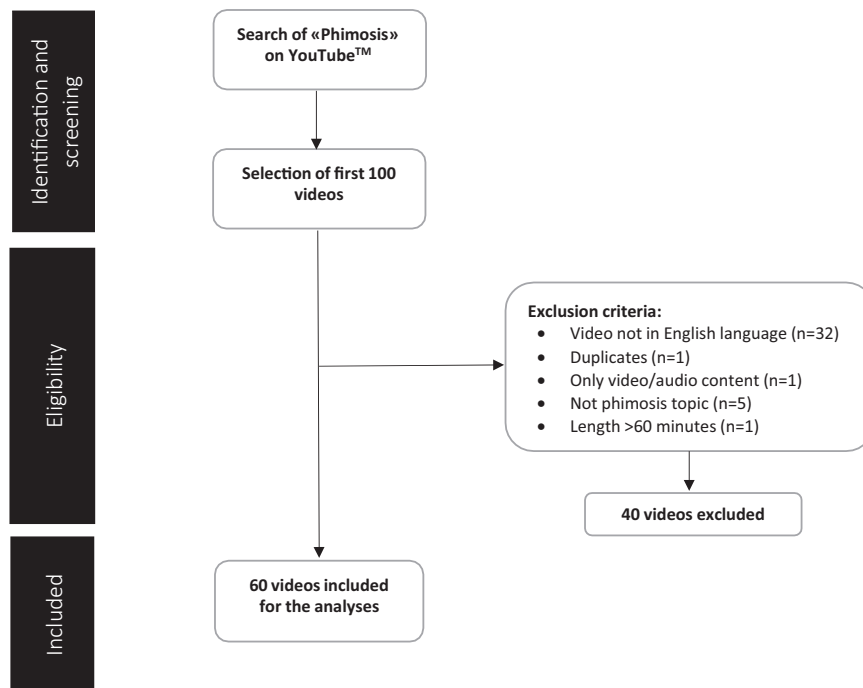 Identification and
screening
Search of «Phimosis»
on YouTube™
Selection of first 100
videos
Eligibility
Exclusion criteria:
• Video not in English language (n=32)
• Duplicates (n=1)
• Only video/audio content (n=1)
• Not phimosis topic (n=5)
• Length >60 minutes (n=1)
40 videos excluded
Included
60 videos included
for the analyses